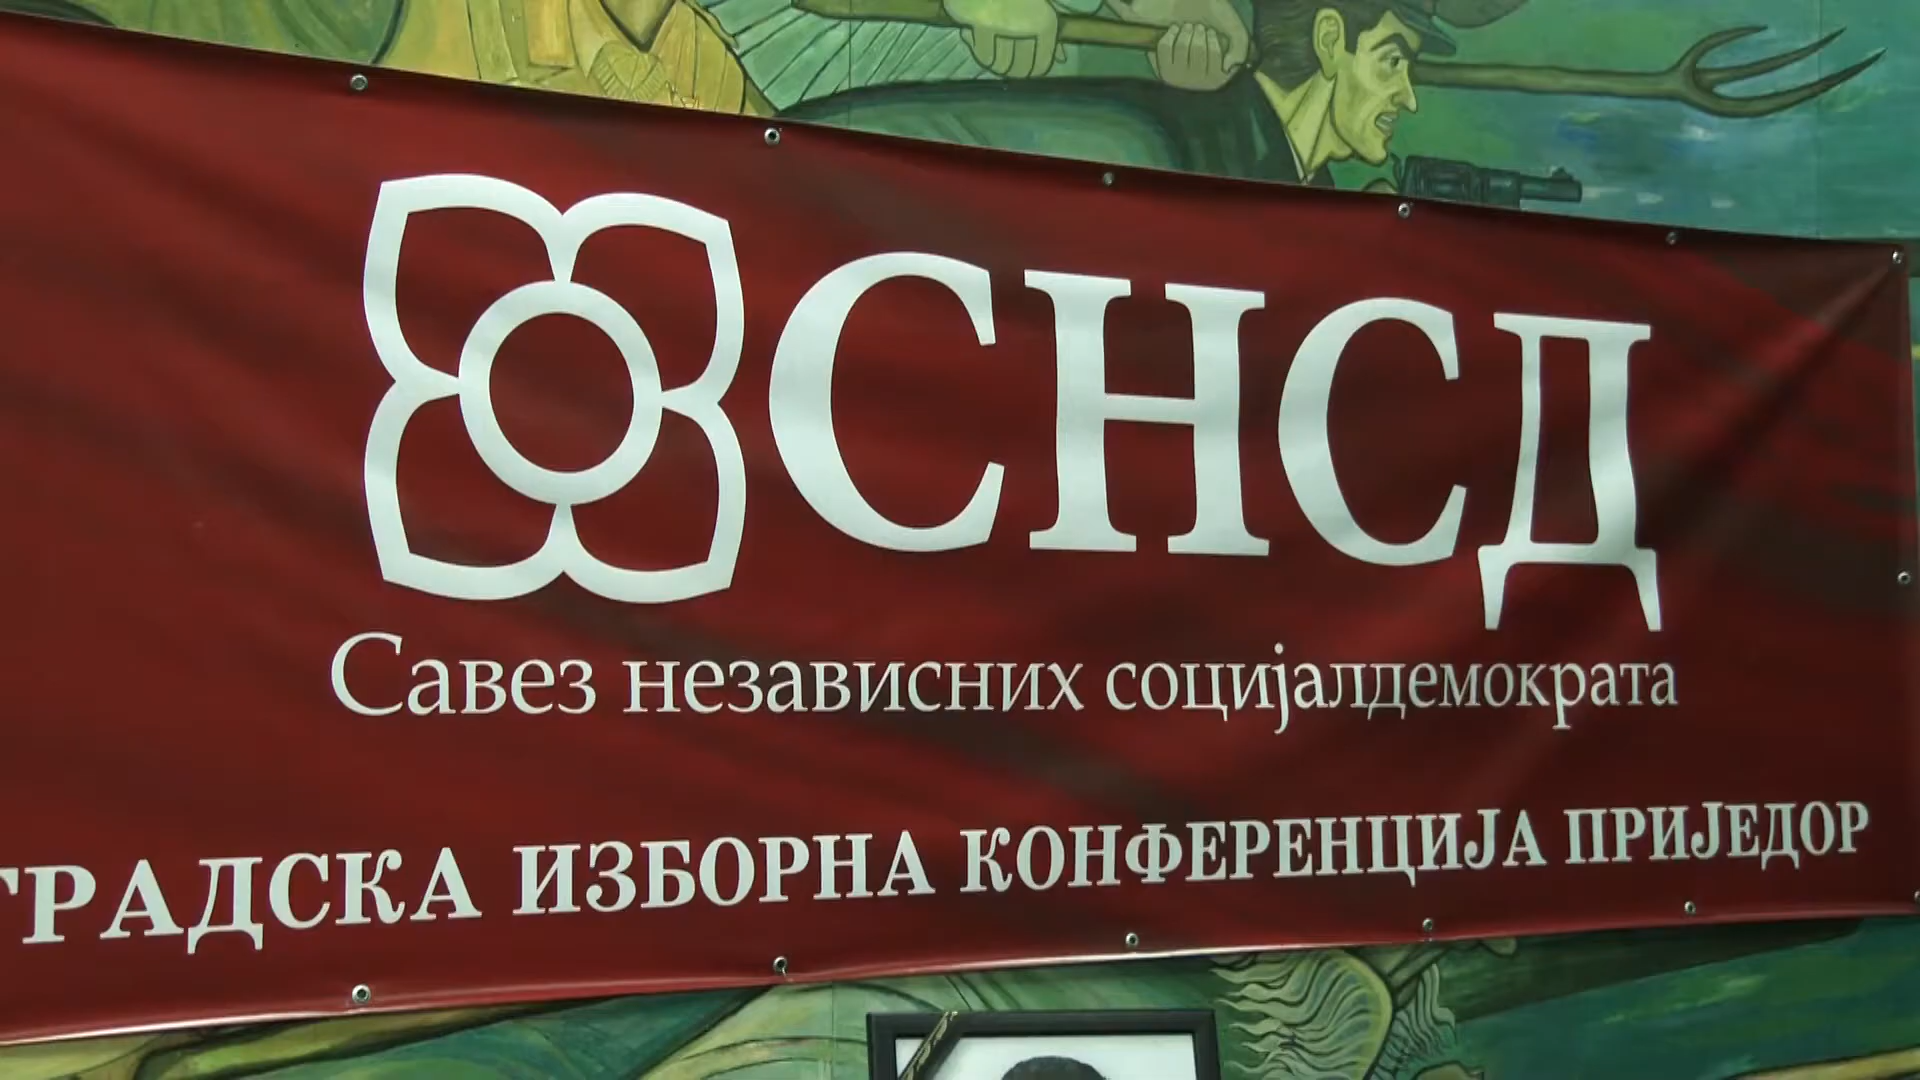 СНСД
Савез независних социјалдемократа
ГРАДСКА ИЗБОРНА КОНФЕРЕНЦИЈА ПРИЈЕДОР